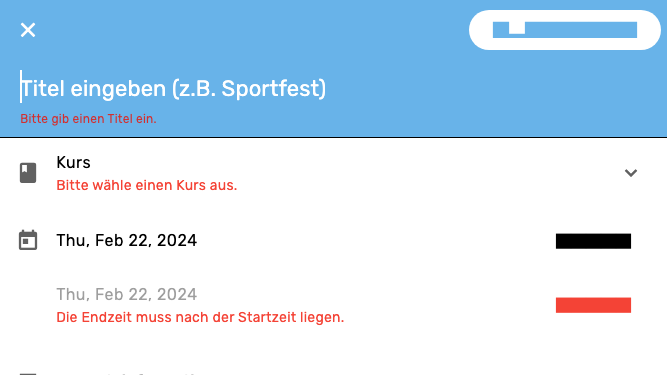 Titel eingeben (z.B. Sportfest)
Bitte gib einen Titel ein.
Kurs
Bitte wähle einen Kurs aus.
Thu, Feb 22, 2024
Thu, Feb 22, 2024
Die Endzeit muss nach der Startzeit liegen.